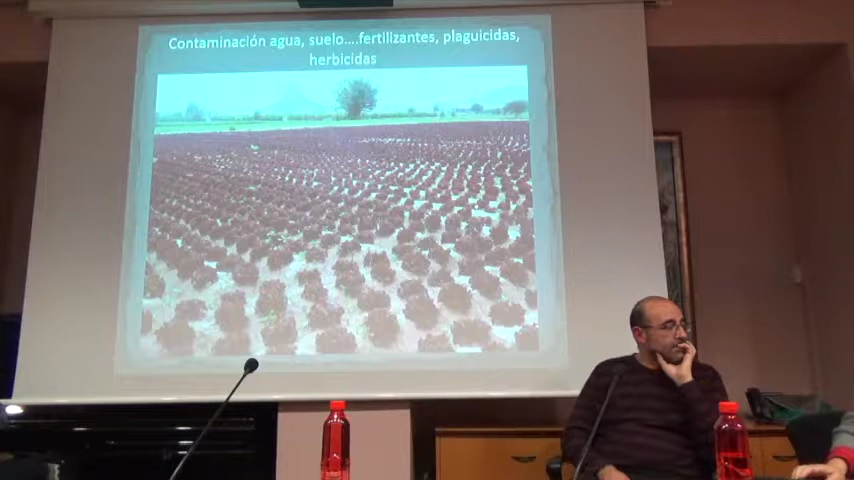 Contaminación agua, suelo....fertilizantes, plaguicidas,
herbicidas